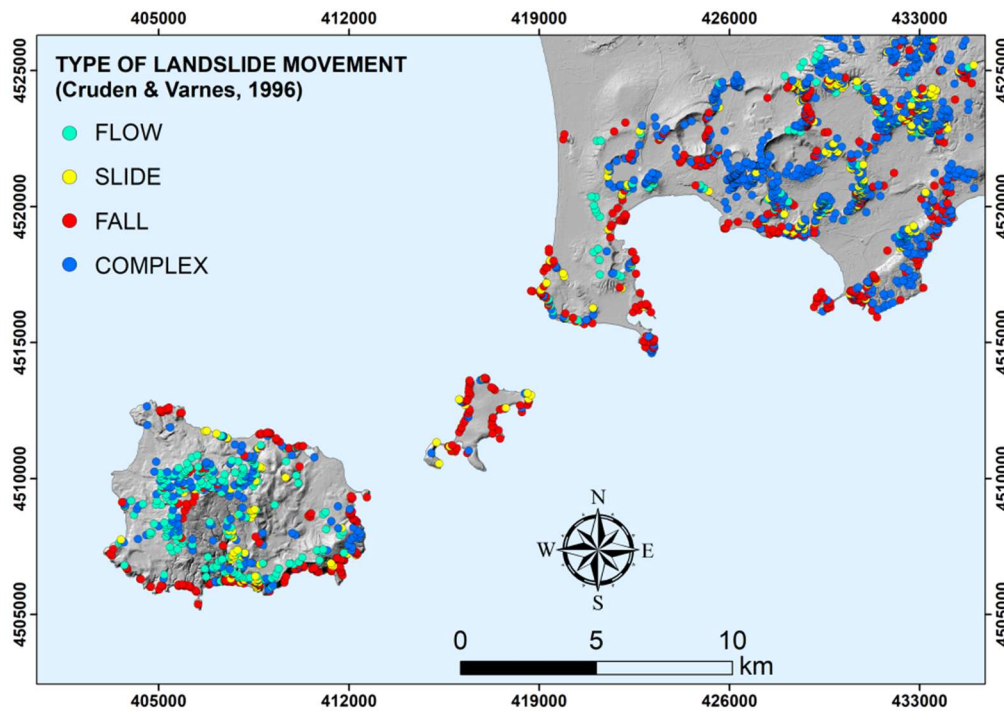 405000 412000 419000 426000 433000
TYPE OF LANDSLIDE MOVEMENT
(Cruden & Varnes, 1996)
FLOW
SLIDE
FALL
COMPLEX
4525000 4525000
4520000 4520000
4515000 4515000
4510000 4510000
4505000 4505000
N
W E
S
0 5 10
km
405000 412000 419000 426000 433000